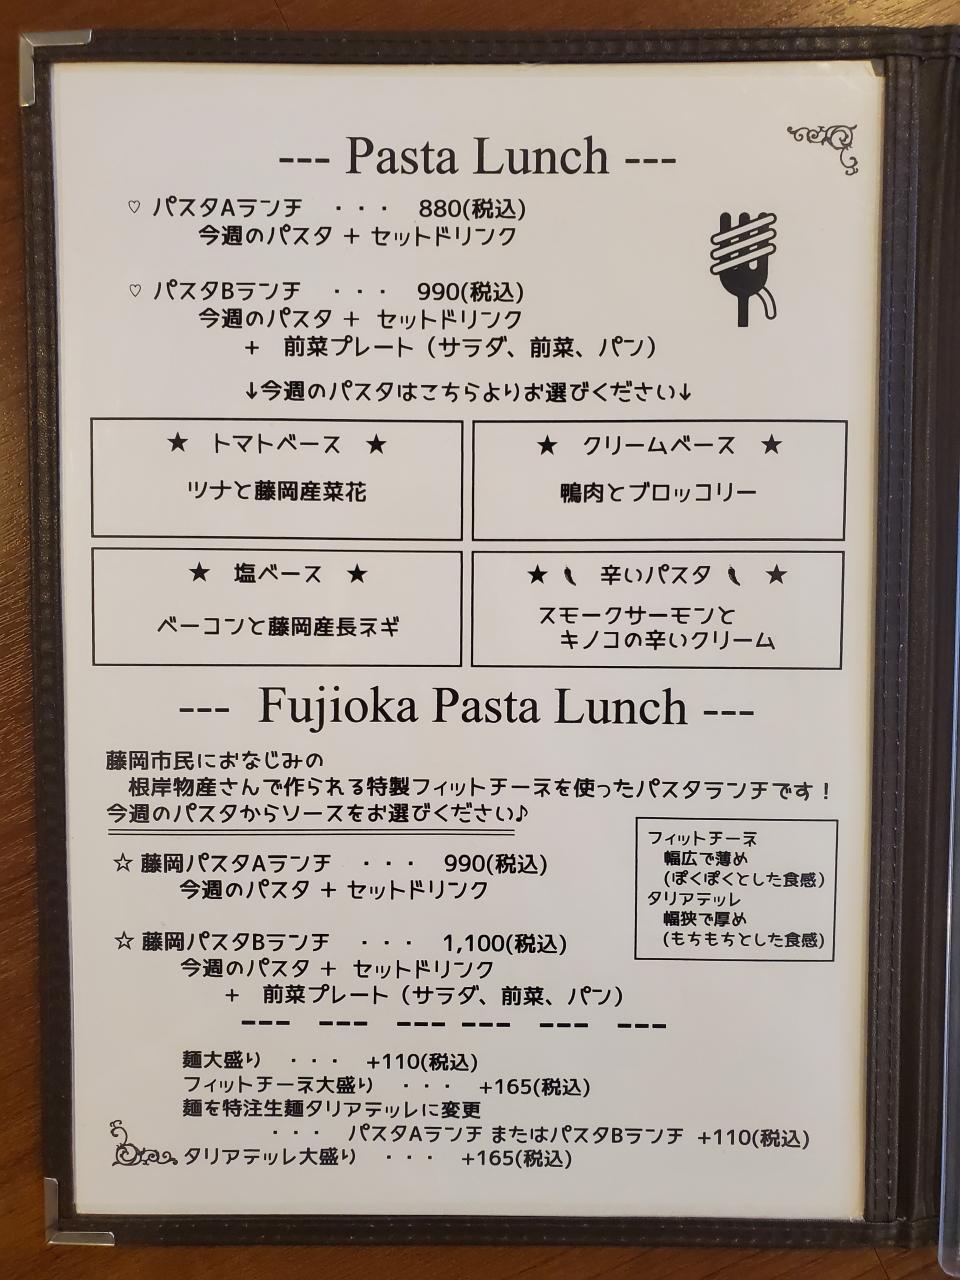 --- Pasta Lunch ---
♡ パスタAランチ ・・・ 880(税込)
今週のパスタ + セットドリンク
♡ パスタBランチ ・・・ 990(税込)
今週のパスタ + セットドリンク
+ 前菜プレート（サラダ、前菜、パン）
↓今週のパスタはこちらよりお選びください↓
★ トマトベース ★
ツナと藤岡産菜花
★ クリームベース ★
鴨肉とブロッコリー
★ 塩ベース ★
ベーコンと藤岡産長ネギ
★ 辛いパスタ ★
スモークサーモンと
キノコの辛いクリーム
--- Fujioka Pasta Lunch ---
藤岡市民におなじみの
根岸物産さんで作られる特製フィットチーネを使ったパスタランチです！
今週のパスタからソースをお選びください♪
フィットチーネ
幅広で薄め
(ぽくぽくとした食感)
タリアテッレ
幅狭で厚め
(もちもちとした食感)
☆ 藤岡パスタAランチ ・・・ 990(税込)
今週のパスタ + セットドリンク
☆ 藤岡パスタBランチ ・・・ 1,100(税込)
今週のパスタ + セットドリンク
+ 前菜プレート（サラダ、前菜、パン）
--- --- --- --- --- ---
麺大盛り ・・・ +110(税込)
フィットチーネ大盛り ・・・ +165(税込)
麺を特注生麺タリアテッレに変更
・・・ パスタAランチ またはパスタBランチ +110(税込)
タリアテッレ大盛り ・・・ +165(税込)